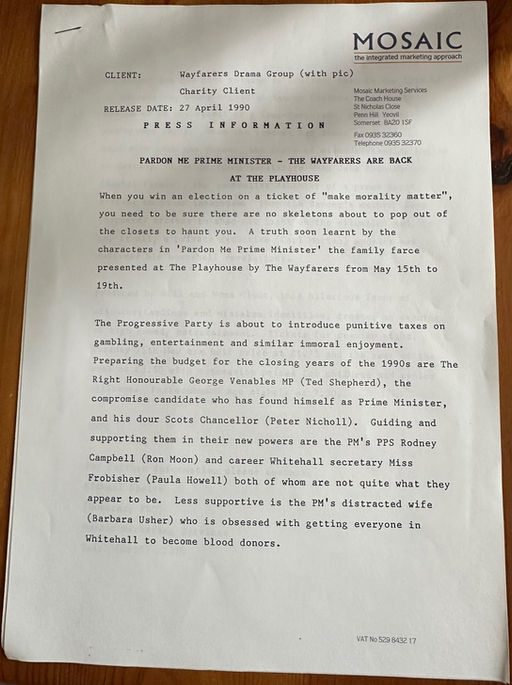 MOSAIC
the integrated marketing approach
CLIENT: Wayfarers Drama Group (with pic)
Charity Client
RELEASE DATE: 27 April 1990
Mosaic Marketing Services
The Coach House
St Nicholas Close
Penn Hill Yeovil
Somerset BA20 1SF
Fax 0935 32360
Telephone 0935 32370
PRESS INFORMATION
PARDON ME PRIME MINISTER - THE WAYFARERS ARE BACK
AT THE PLAYHOUSE
When you win an election on a ticket of "make morality matter",
you need to be sure there are no skeletons about to pop out of
the closets to haunt you. A truth soon learnt by the
characters in 'Pardon Me Prime Minister' the family farce
presented at The Playhouse by The Wayfarers from May 15th to
19th.
The Progressive Party is about to introduce punitive taxes on
gambling, entertainment and similar immoral enjoyment.
Preparing the budget for the closing years of the 1990s are The
Right Honourable George Venables MP (Ted Shepherd), the
compromise candidate who has found himself as Prime Minister,
and his dour Scots Chancellor (Peter Nicholl). Guiding and
supporting them in their new powers are the PM's PPS Rodney
Campbell (Ron Moon) and career Whitehall secretary Miss
Frobisher (Paula Howell) both of whom are not quite what they
appear to be. Less supportive is the PM's distracted wife
(Barbara Usher) who is obsessed with getting everyone in
Whitehall to become blood donors.
VAT No 529 8432 17